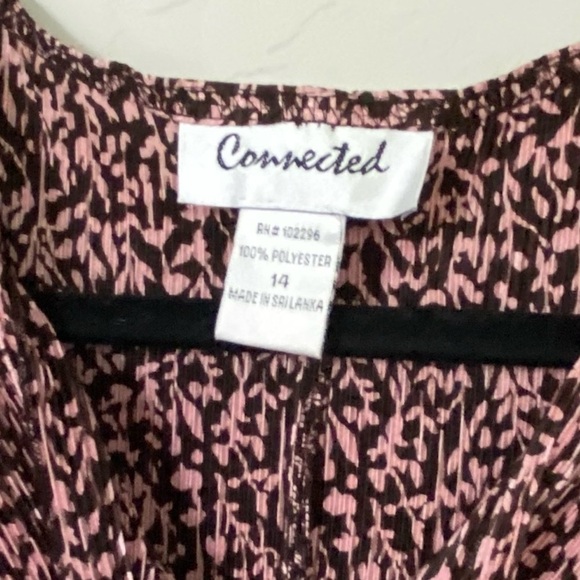 Connected
RN# 102296
100% POLYESTER
14
MADE IN SRI LANKA